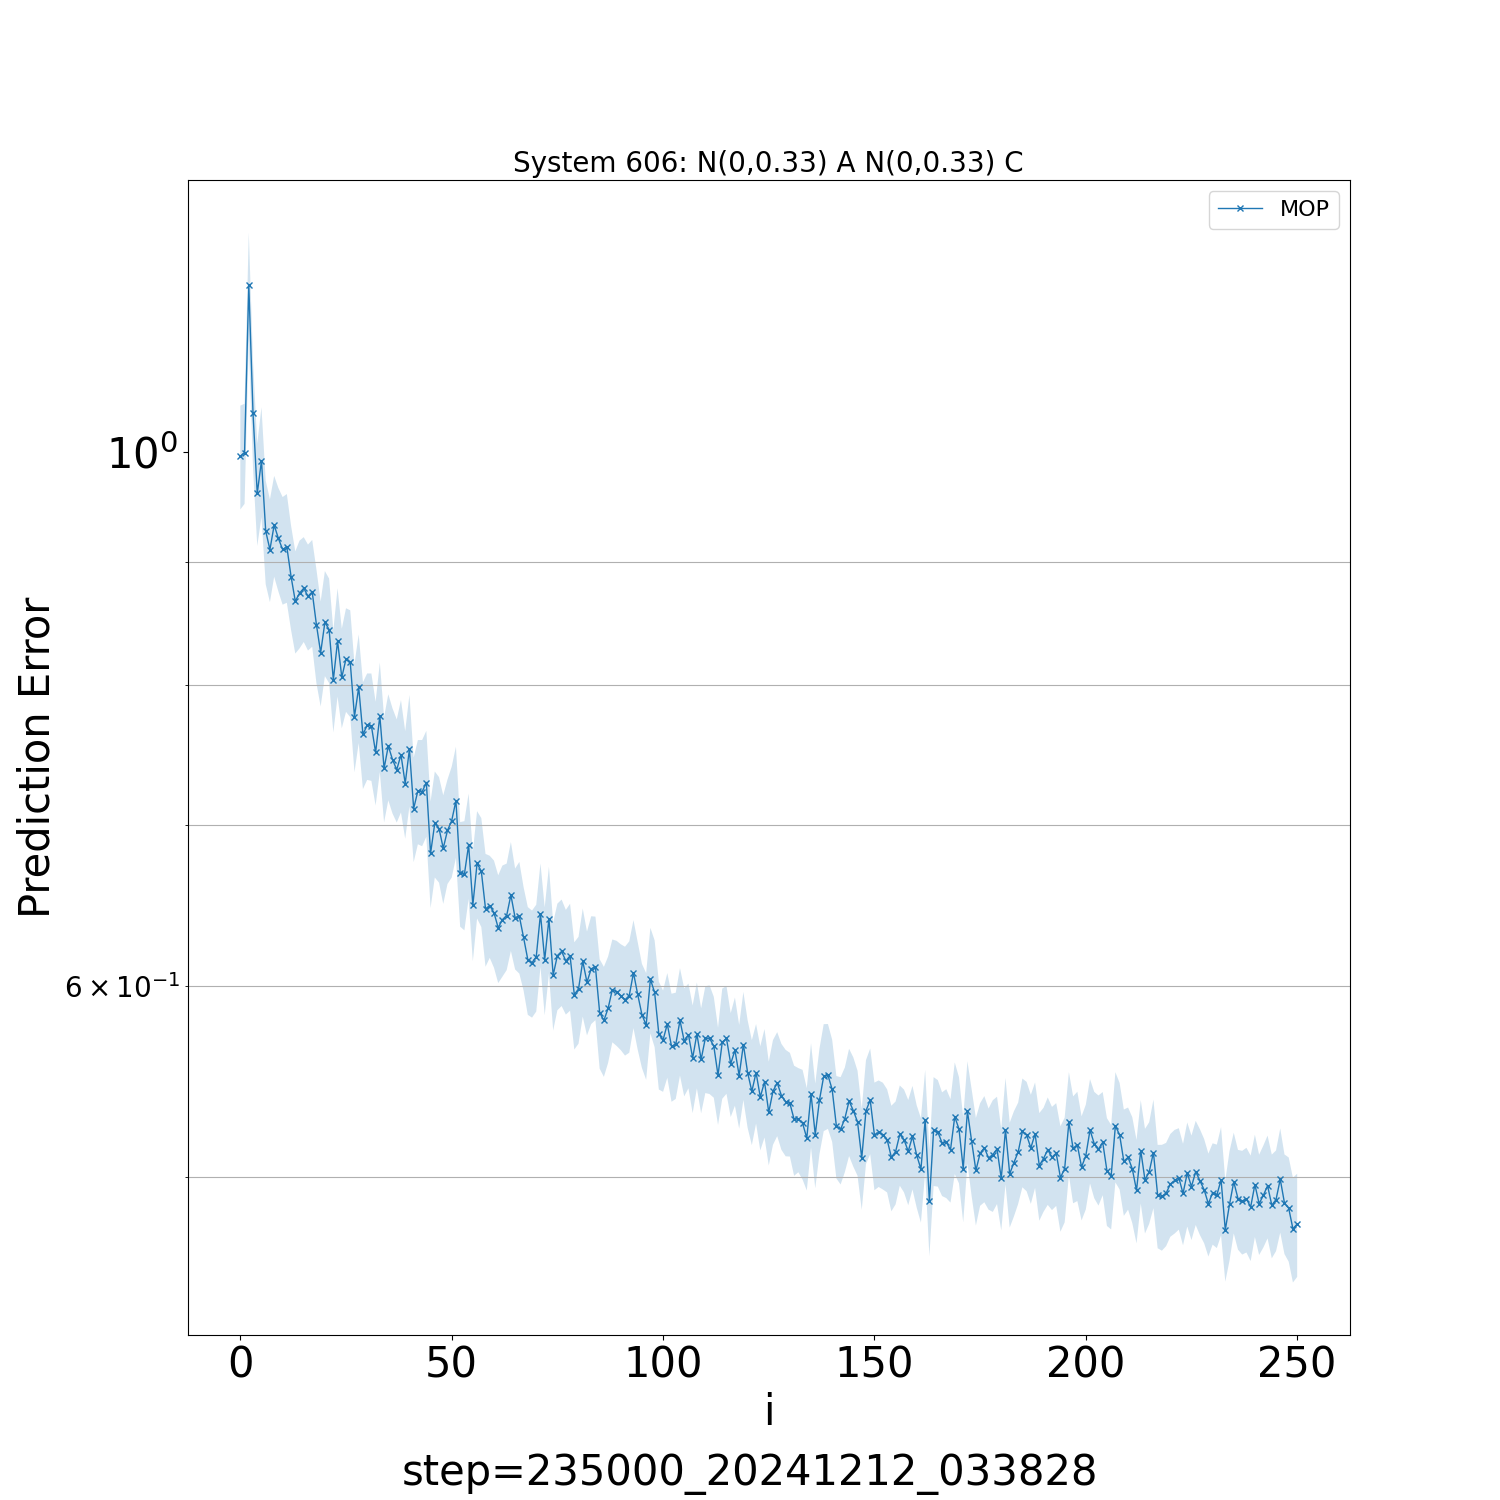 System 606: N(0,0.33) A N(0,0.33) C
MOP
10⁰
Prediction Error
6 × 10⁻¹
0 50 100 150 200 250
i
step=235000_20241212_033828